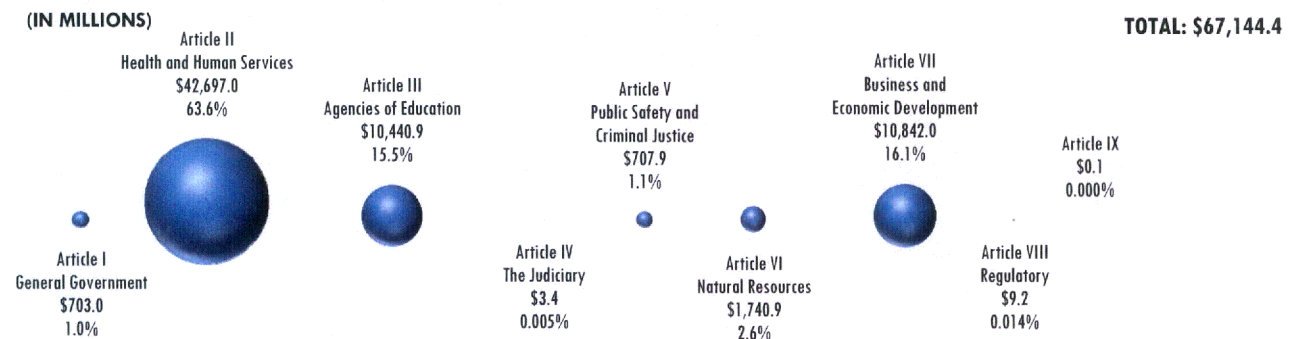 (IN MILLIONS)
TOTAL: $67,144.4
Article I
General Government
$703.0
1.0%
Article II
Health and Human Services
$42,697.0
63.6%
Article III
Agencies of Education
$10,440.9
15.5%
Article IV
The Judiciary
$3.4
0.005%
Article V
Public Safety and
Criminal Justice
$707.9
1.1%
Article VI
Natural Resources
$1,740.9
2.6%
Article VII
Business and
Economic Development
$10,842.0
16.1%
Article VIII
Regulatory
$9.2
0.014%
Article IX
$0.1
0.000%